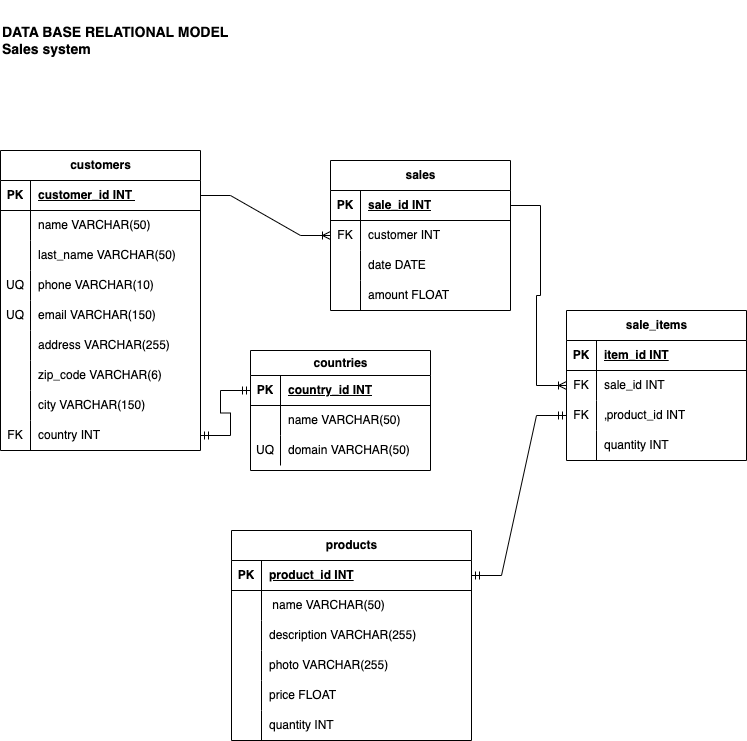 DATA BASE RELATIONAL MODEL
Sales system
customers
PK customer_id INT
name VARCHAR(50)
last_name VARCHAR(50)
UQ phone VARCHAR(10)
UQ email VARCHAR(150)
address VARCHAR(255)
zip_code VARCHAR(6)
city VARCHAR(150)
FK country INT
sales
PK sale_id INT
FK customer INT
date DATE
amount FLOAT
countries
PK country_id INT
name VARCHAR(50)
UQ domain VARCHAR(50)
sale_items
PK item_id INT
FK sale_id INT
FK ,product_id INT
quantity INT
products
PK product_id INT
name VARCHAR(50)
description VARCHAR(255)
photo VARCHAR(255)
price FLOAT
quantity INT